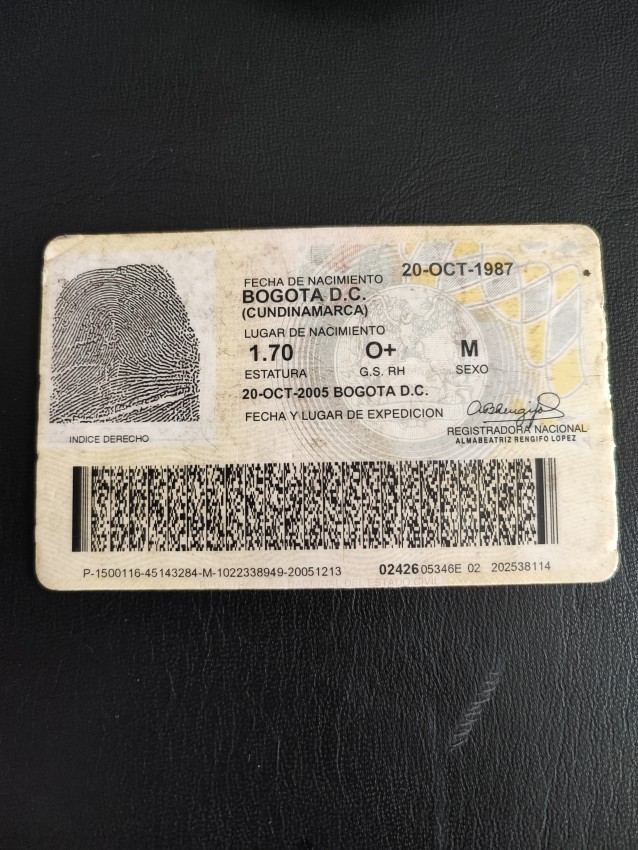 FECHA DE NACIMIENTO 20-OCT-1987
BOGOTA D.C.
(CUNDINAMARCA)
LUGAR DE NACIMIENTO
1.70 O+ M
ESTATURA G.S. RH SEXO
20-OCT-2005 BOGOTA D.C.
FECHA Y LUGAR DE EXPEDICION
REGISTRADORA NACIONAL
ALMABEATRIZ RENGIFO LOPEZ
INDICE DERECHO
P-1500116-45143284-M-1022338949-20051213 02426 05346E 02 202538114